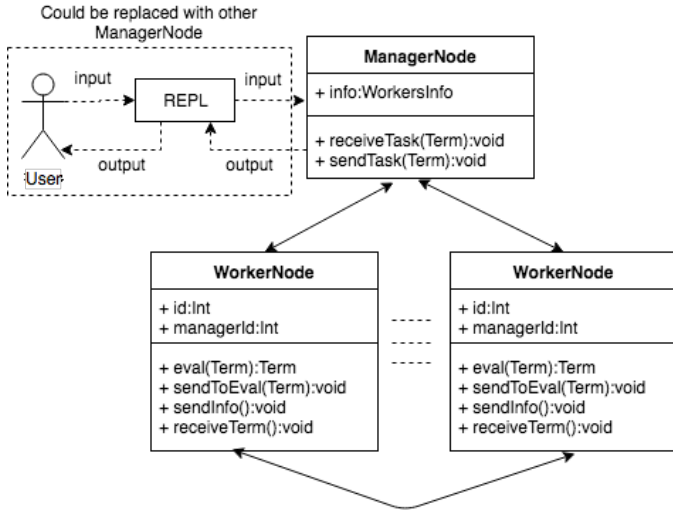 Could be replaced with other
ManagerNode
input
input
REPL
output
output
User
ManagerNode
+ info:WorkersInfo
+ receiveTask(Term):void
+ sendTask(Term):void
WorkerNode
+ id:Int
+ managerId:Int
+ eval(Term):Term
+ sendToEval(Term):void
+ sendInfo():void
+ receiveTerm():void
WorkerNode
+ id:Int
+ managerId:Int
+ eval(Term):Term
+ sendToEval(Term):void
+ sendInfo():void
+ receiveTerm():void